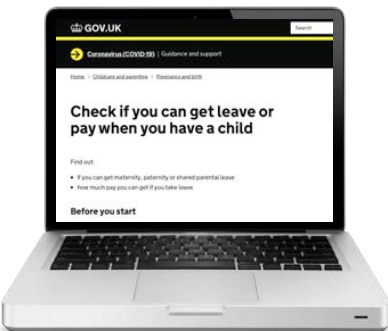 GOV.UK
Search
Coronavirus (COVID-19) | Guidance and support
Home > Childcare and parenting > Pregnancy and birth
Check if you can get leave or
pay when you have a child
Find out:
• if you can get maternity, paternity or shared parental leave
• how much pay you can get if you take leave
Before you start